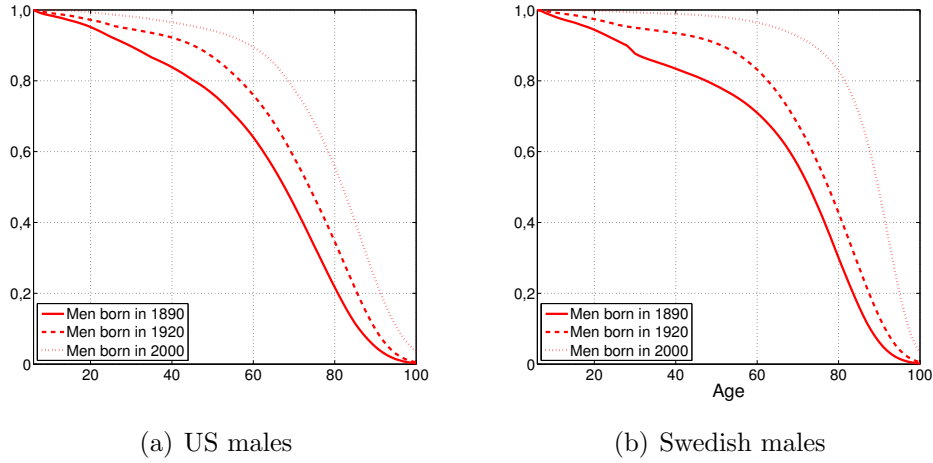 1,0
0,8
0,6
0,4
0,2
0
20 40 60 80 100
Men born in 1890
Men born in 1920
Men born in 2000
(a) US males
1,0
0,8
0,6
0,4
0,2
0
20 40 60 80 100
Age
Men born in 1890
Men born in 1920
Men born in 2000
(b) Swedish males